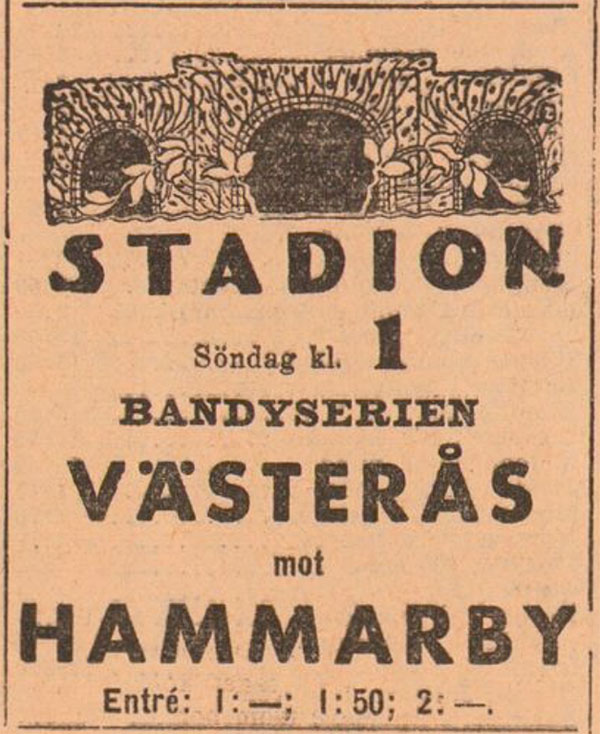 STADION
Söndag kl. 1
BANDYSERIEN
VÄSTERÅS
mot
HAMMARBY
Entré: 1:—; 1:50; 2:—.